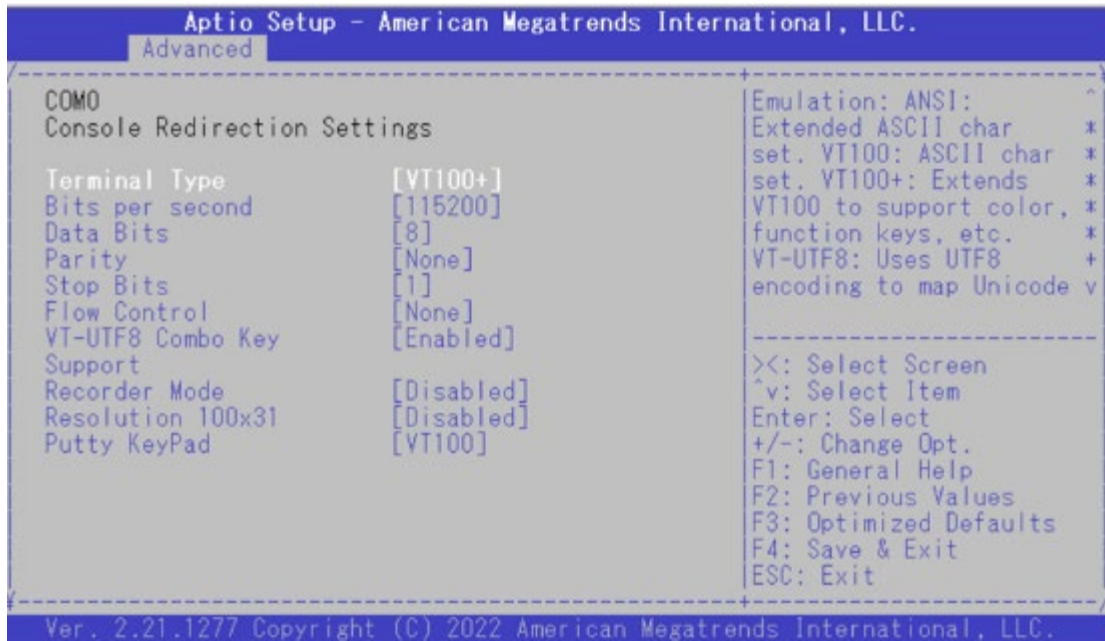 Aptio Setup - American Megatrends International, LLC.
Advanced
COM0
Console Redirection Settings
Terminal Type [VT100+]
Bits per second [115200]
Data Bits [8]
Parity [None]
Stop Bits [1]
Flow Control [None]
VT-UTF8 Combo Key [Enabled]
Support
Recorder Mode [Disabled]
Resolution 100x31 [Disabled]
Putty KeyPad [VT100]
Emulation: ANSI: ^
Extended ASCII char *
set. VT100: ASCII char *
set. VT100+: Extends *
VT100 to support color, *
function keys, etc. *
VT-UTF8: Uses UTF8 +
encoding to map Unicode v
><: Select Screen
^v: Select Item
Enter: Select
+/-: Change Opt.
F1: General Help
F2: Previous Values
F3: Optimized Defaults
F4: Save & Exit
ESC: Exit
Ver. 2.21.1277 Copyright (C) 2022 American Megatrends International, LLC